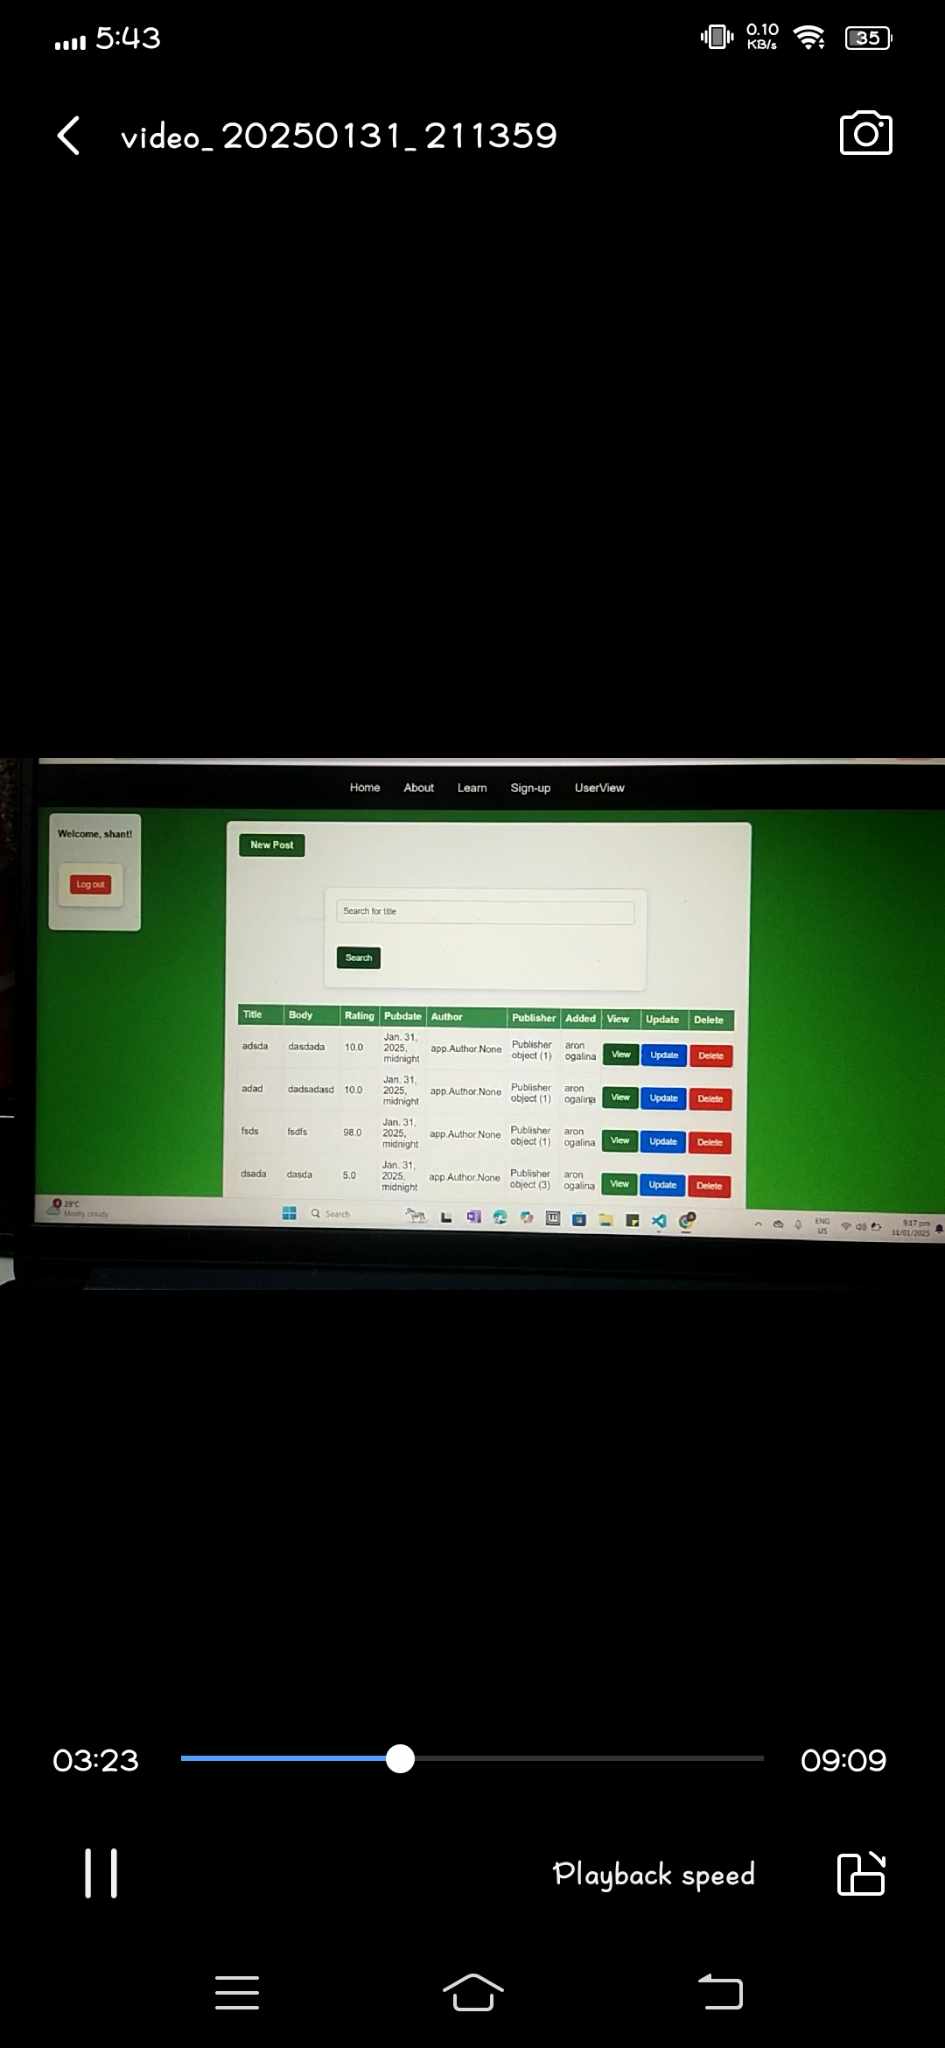 5:43
0.10
KB/s
35
video_20250131_211359
Home About Learn Sign-up UserView
Welcome, shant!
Log out
New Post
Search for title
Search
Title Body Rating Pubdate Author Publisher Added View Update Delete
adsda dasdada 10.0 Jan. 31, 2025, midnight app.Author.None Publisher object (1) aron ogalina View Update Delete
adad dadsadasd 10.0 Jan. 31, 2025, midnight app.Author.None Publisher object (1) aron ogalina View Update Delete
fsds fsdfs 98.0 Jan. 31, 2025, midnight app.Author.None Publisher object (1) aron ogalina View Update Delete
dsada dasda 5.0 Jan. 31, 2025, midnight app.Author.None Publisher object (3) aron ogalina View Update Delete
Mostly cloudy
Search
ENG
US
9:17 pm
31/01/2025
03:23
09:09
Playback speed